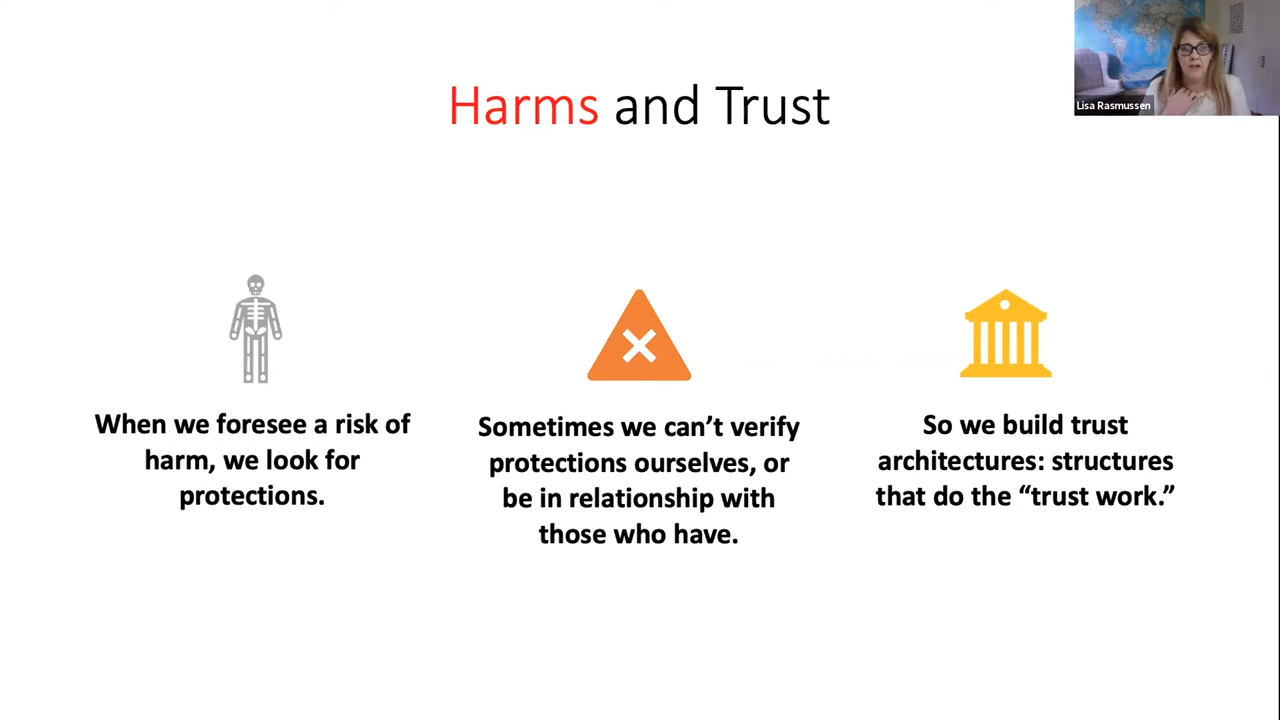 Harms and Trust
Lisa Rasmussen
When we foresee a risk of
harm, we look for
protections.
Sometimes we can’t verify
protections ourselves, or
be in relationship with
those who have.
So we build trust
architectures: structures
that do the “trust work.”